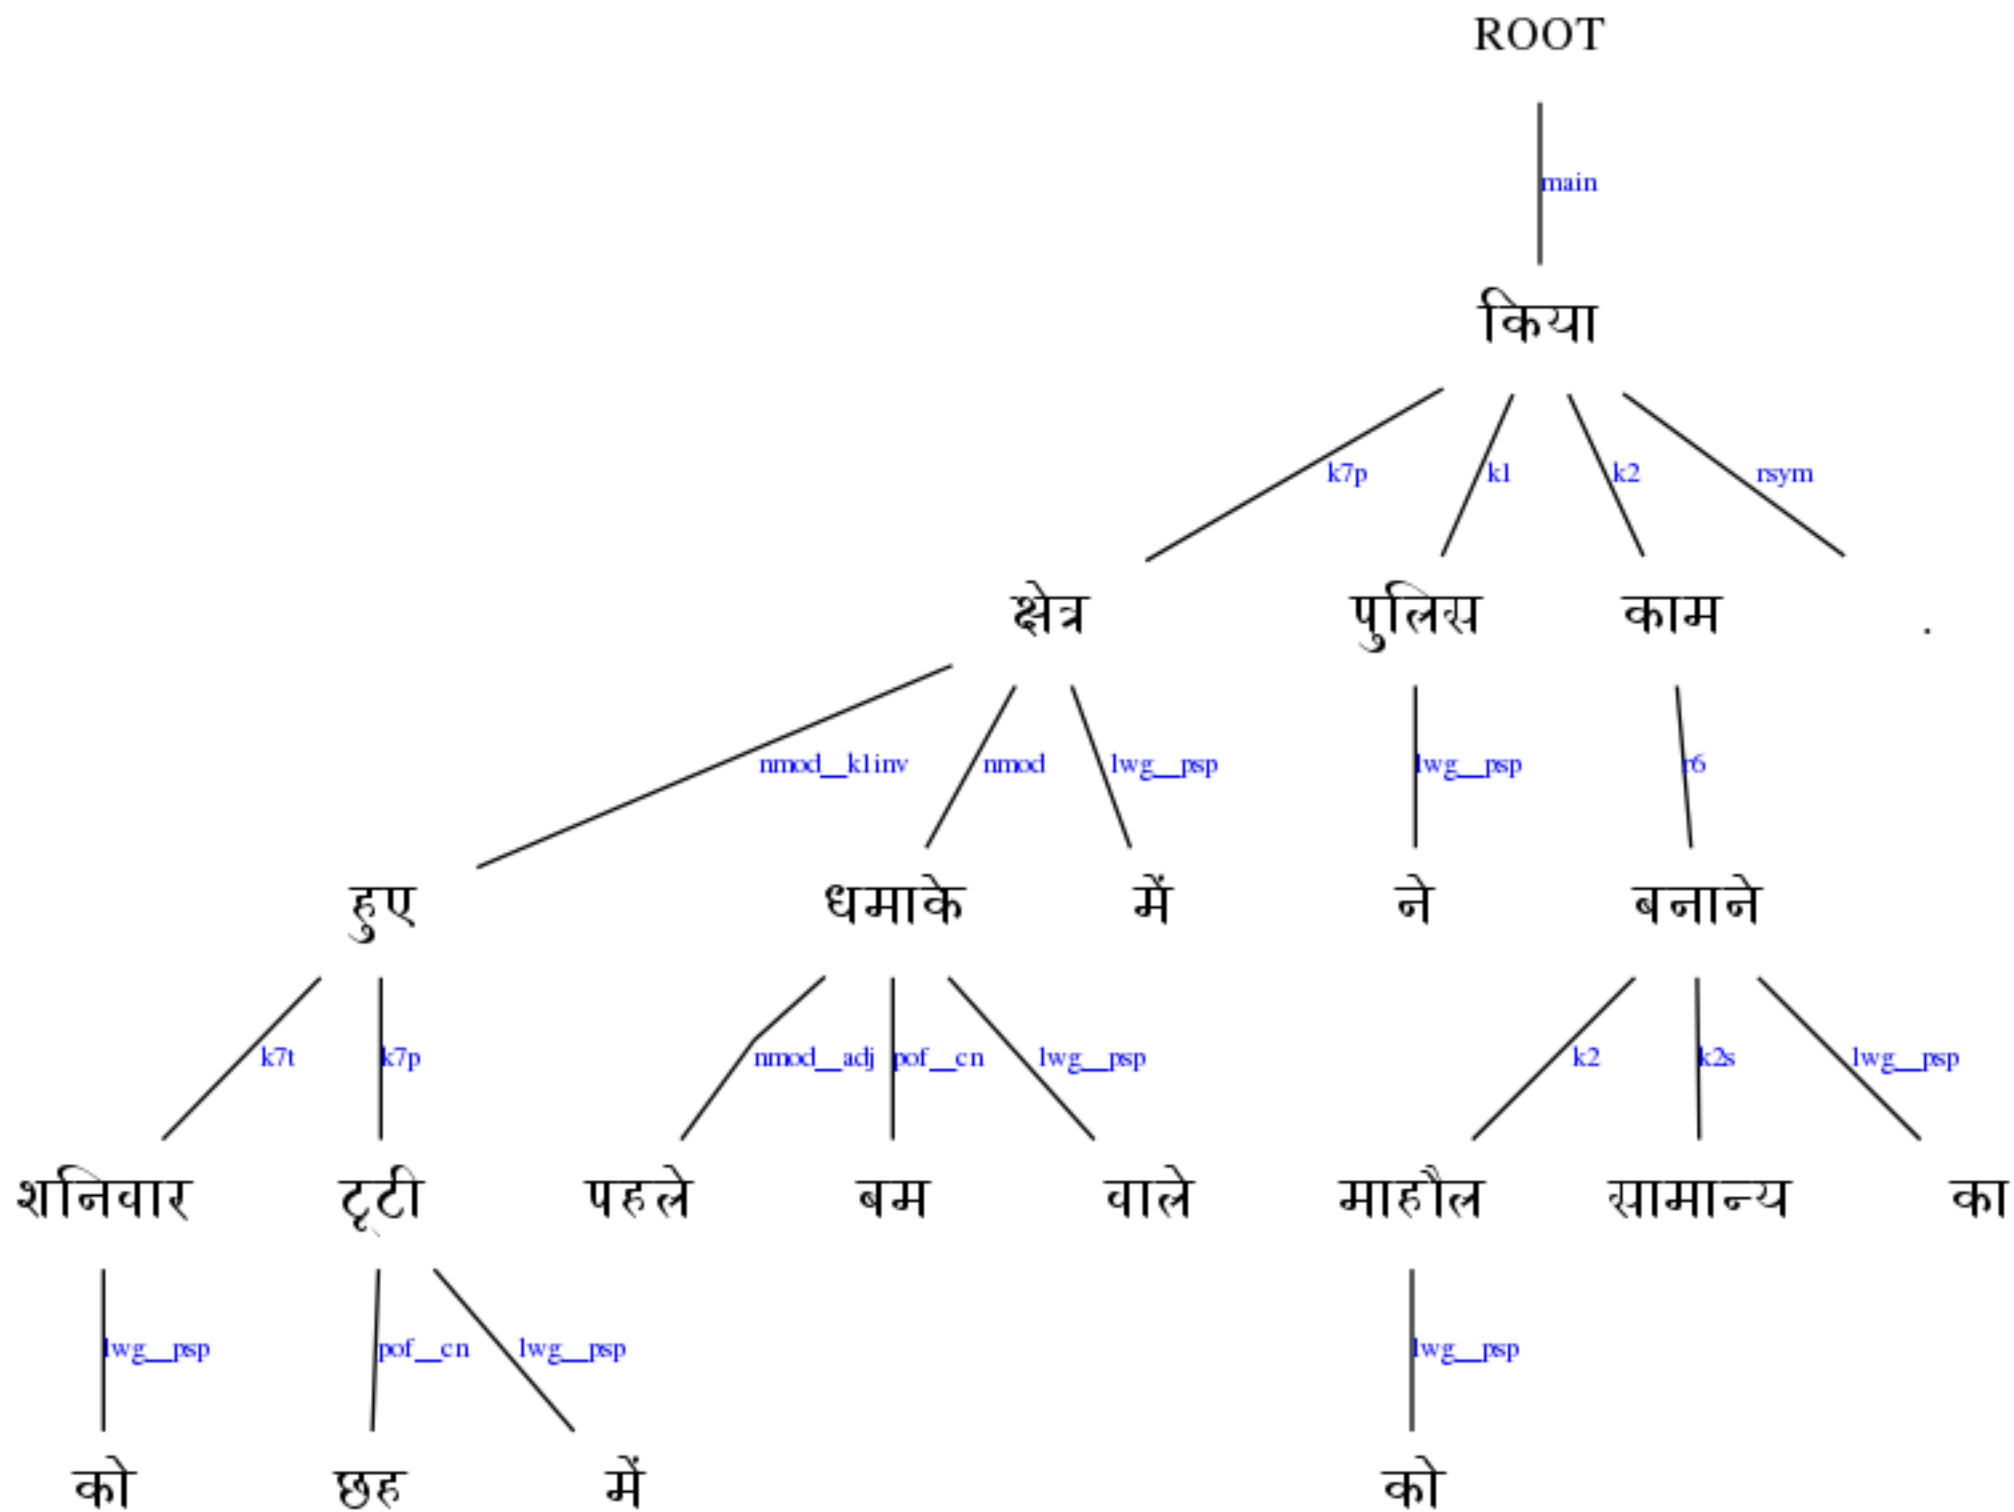 ROOT
main
किया
k7p k1 k2 rsym
क्षेत्र पुलिस काम .
nmod__k1inv nmod lwg__psp lwg__psp r6
हुए धमाके में ने बनाने
k7t k7p nmod__adj pof__cn lwg__psp k2 k2s lwg__psp
शनिवार टूटी पहले बम वाले माहौल सामान्य का
lwg__psp pof__cn lwg__psp lwg__psp
को छह में को